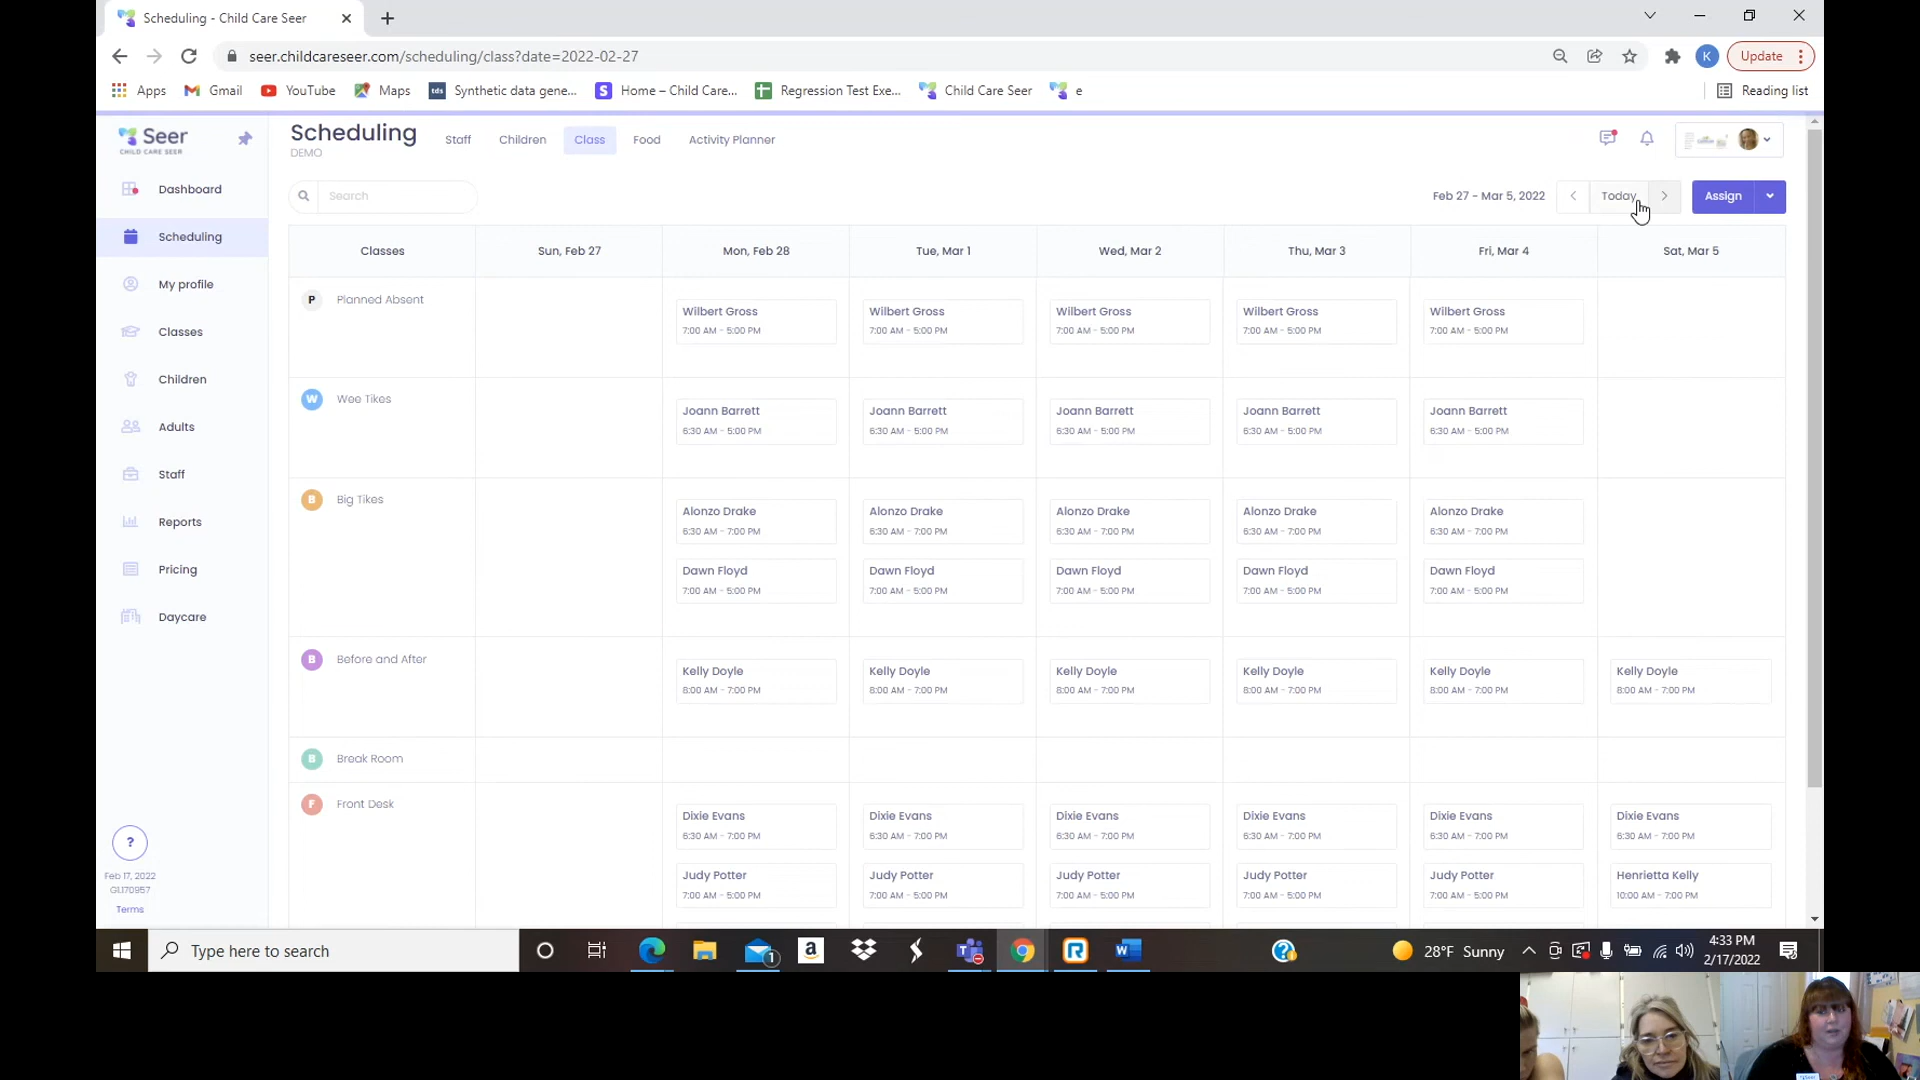 Scheduling - Child Care Seer
seer.childcareseer.com/scheduling/class?date=2022-02-27
K
Update
Apps
Gmail
YouTube
Maps
tds Synthetic data gene...
S Home – Child Care...
Regression Test Exe...
Child Care Seer
e
Reading list
Seer
CHILD CARE SEER
Scheduling
DEMO
Staff
Children
Class
Food
Activity Planner
Dashboard
Scheduling
My profile
Classes
Children
Adults
Staff
Reports
Pricing
Daycare
?
Feb 17, 2022
G1.170957
Terms
Search
Feb 27 - Mar 5, 2022
Today
Assign
Classes Sun, Feb 27 Mon, Feb 28 Tue, Mar 1 Wed, Mar 2 Thu, Mar 3 Fri, Mar 4 Sat, Mar 5
P Planned Absent
Wilbert Gross Wilbert Gross Wilbert Gross Wilbert Gross Wilbert Gross
7:00 AM - 5:00 PM 7:00 AM - 5:00 PM 7:00 AM - 5:00 PM 7:00 AM - 5:00 PM 7:00 AM - 5:00 PM
W Wee Tikes
Joann Barrett Joann Barrett Joann Barrett Joann Barrett Joann Barrett
6:30 AM - 5:00 PM 6:30 AM - 5:00 PM 6:30 AM - 5:00 PM 6:30 AM - 5:00 PM 6:30 AM - 5:00 PM
B Big Tikes
Alonzo Drake Alonzo Drake Alonzo Drake Alonzo Drake Alonzo Drake
6:30 AM - 7:00 PM 6:30 AM - 7:00 PM 6:30 AM - 7:00 PM 6:30 AM - 7:00 PM 6:30 AM - 7:00 PM
Dawn Floyd Dawn Floyd Dawn Floyd Dawn Floyd Dawn Floyd
7:00 AM - 5:00 PM 7:00 AM - 5:00 PM 7:00 AM - 5:00 PM 7:00 AM - 5:00 PM 7:00 AM - 5:00 PM
B Before and After
Kelly Doyle Kelly Doyle Kelly Doyle Kelly Doyle Kelly Doyle Kelly Doyle
8:00 AM - 7:00 PM 8:00 AM - 7:00 PM 8:00 AM - 7:00 PM 8:00 AM - 7:00 PM 8:00 AM - 7:00 PM 8:00 AM - 7:00 PM
B Break Room
F Front Desk
Dixie Evans Dixie Evans Dixie Evans Dixie Evans Dixie Evans Dixie Evans
6:30 AM - 7:00 PM 6:30 AM - 7:00 PM 6:30 AM - 7:00 PM 6:30 AM - 7:00 PM 6:30 AM - 7:00 PM 6:30 AM - 7:00 PM
Judy Potter Judy Potter Judy Potter Judy Potter Judy Potter Henrietta Kelly
7:00 AM - 5:00 PM 7:00 AM - 5:00 PM 7:00 AM - 5:00 PM 7:00 AM - 5:00 PM 7:00 AM - 5:00 PM 10:00 AM - 7:00 PM
Type here to search
28°F Sunny
4:33 PM
2/17/2022